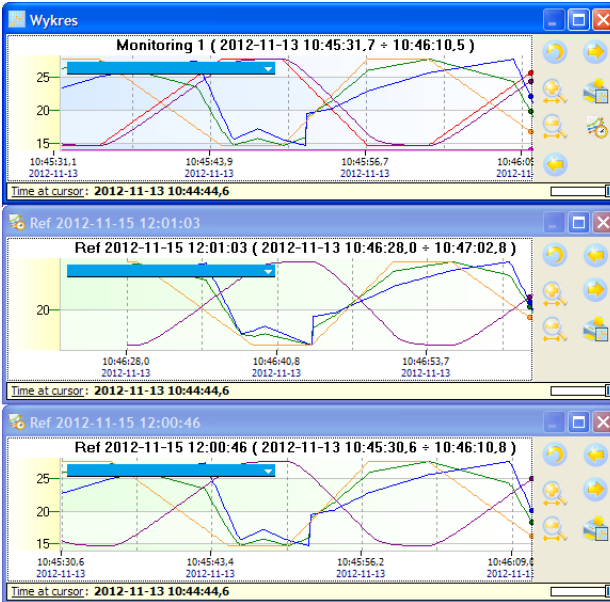 Wykres
Monitoring 1 ( 2012-11-13 10:45:31,7 ÷ 10:46:10,5 )
25
20
15
10:45:31,1 10:45:43,9 10:45:56,7 10:46:09
2012-11-13 2012-11-13 2012-11-13 2012-11-
Time at cursor: 2012-11-13 10:44:44,6
Ref 2012-11-15 12:01:03
Ref 2012-11-15 12:01:03 ( 2012-11-13 10:46:28,0 ÷ 10:47:02,8 )
20
10:46:28,0 10:46:40,8 10:46:53,7
2012-11-13 2012-11-13 2012-11-13
Time at cursor: 2012-11-13 10:44:44,6
Ref 2012-11-15 12:00:46
Ref 2012-11-15 12:00:46 ( 2012-11-13 10:45:30,6 ÷ 10:46:10,8 )
25
20
15
10:45:30,6 10:45:43,4 10:45:56,2 10:46:09,0
2012-11-13 2012-11-13 2012-11-13 2012-11-1
Time at cursor: 2012-11-13 10:44:44,6